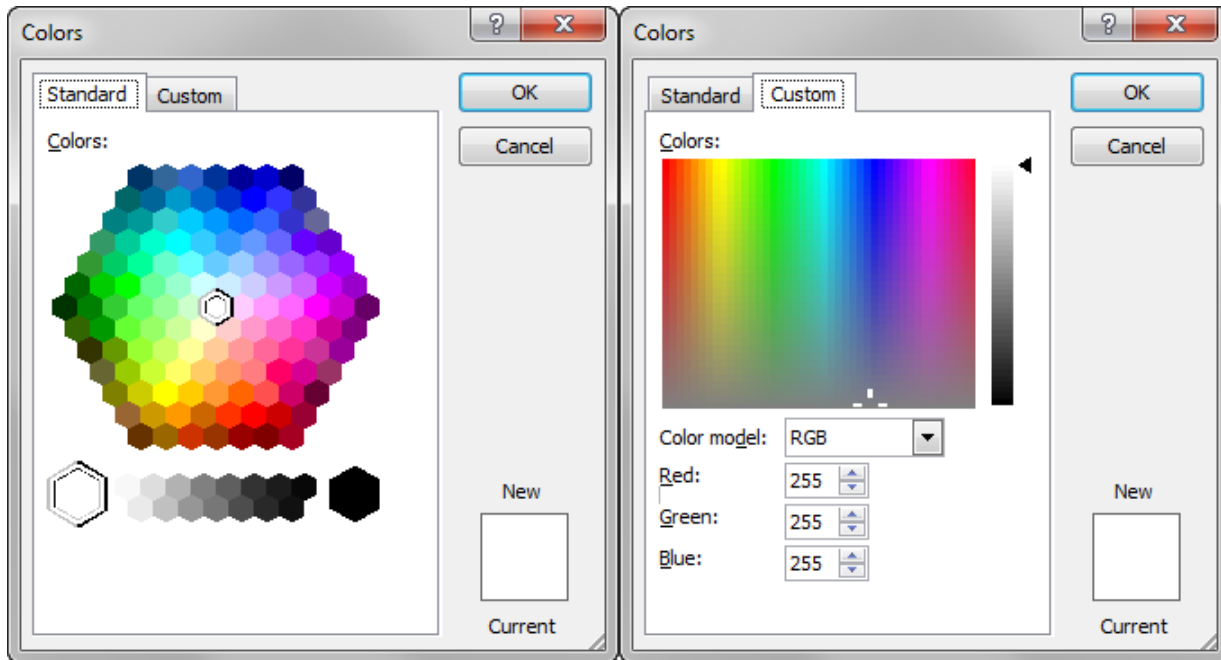 Colors
?
X
Standard
Custom
OK
Cancel
Colors:
New
Current
Colors
?
X
Standard
Custom
OK
Cancel
Colors:
Color model: RGB
Red: 255
Green: 255
Blue: 255
New
Current